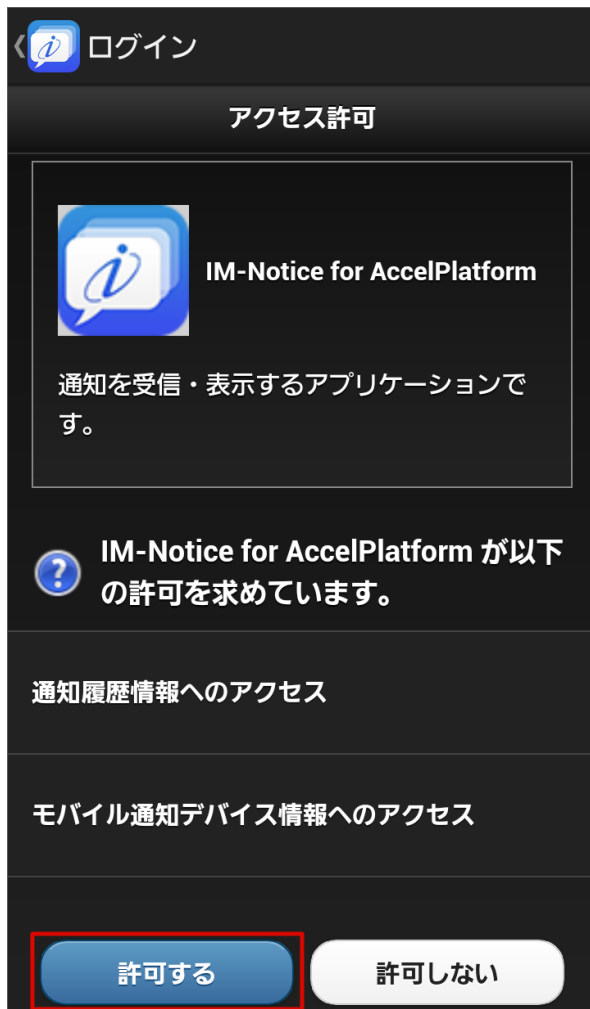 ログイン
アクセス許可
IM-Notice for AccelPlatform
通知を受信・表示するアプリケーションで
す。
IM-Notice for AccelPlatform が以下
の許可を求めています。
通知履歴情報へのアクセス
モバイル通知デバイス情報へのアクセス
許可する
許可しない